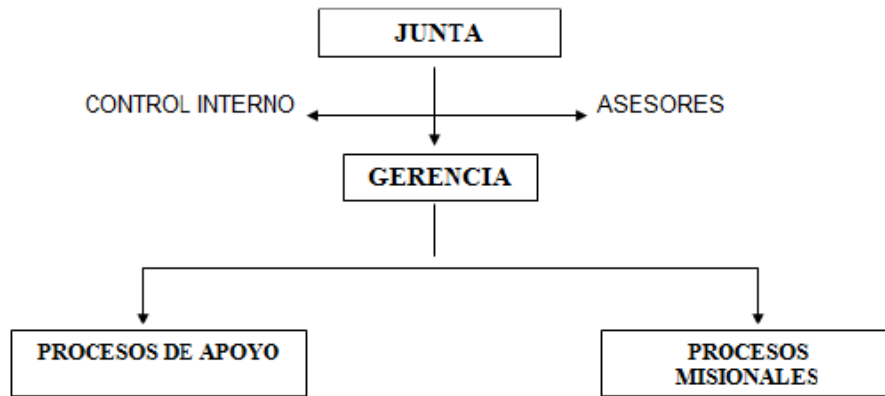 JUNTA
CONTROL INTERNO
ASESORES
GERENCIA
PROCESOS DE APOYO
PROCESOS
MISIONALES